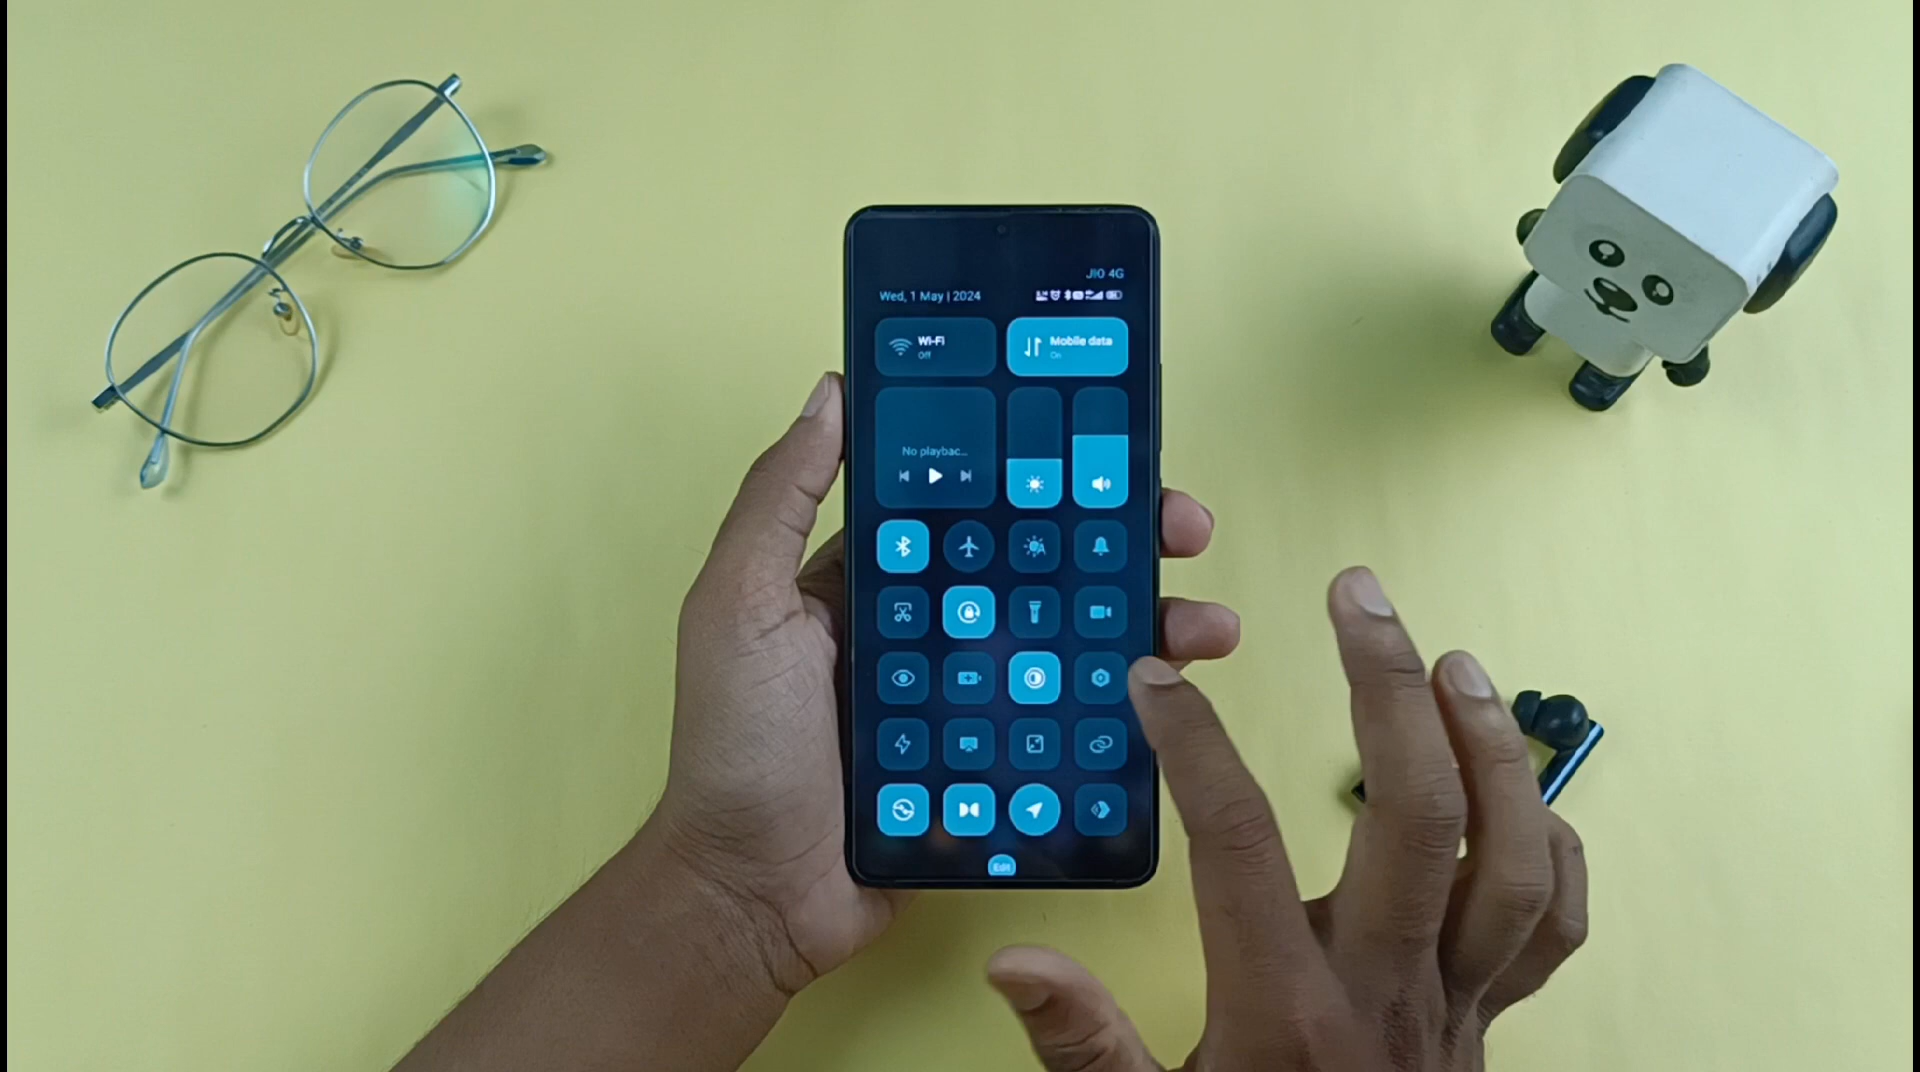 JIO 4G
Wed, 1 May | 2024
Wi-Fi
Off
Mobile data
On
No playbac...
Edit